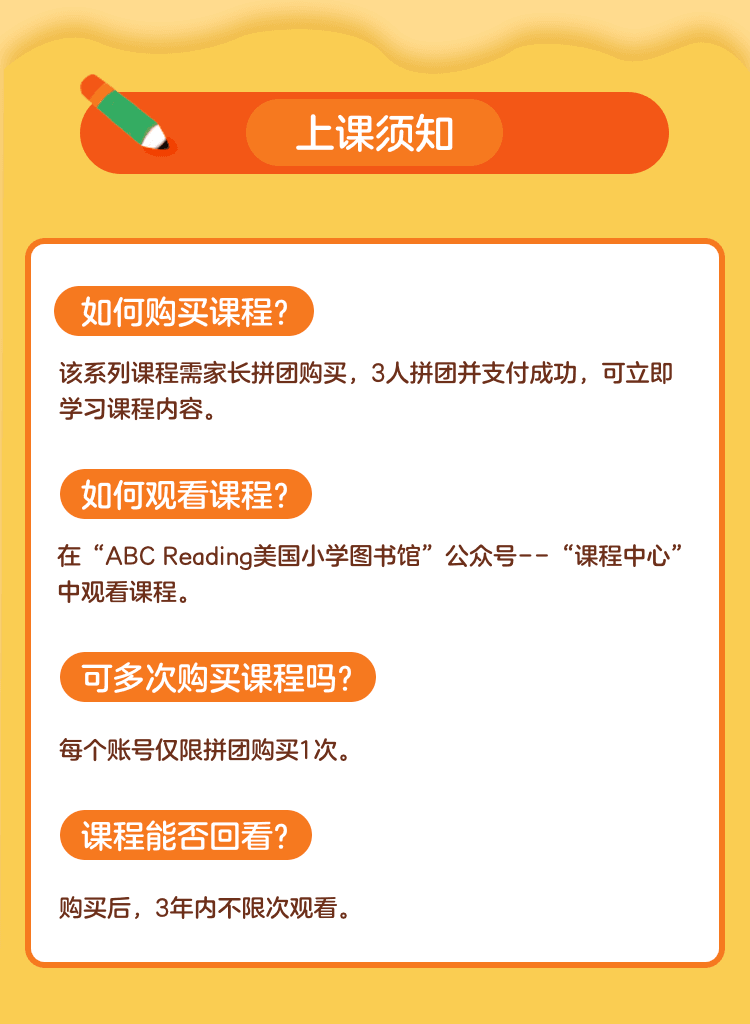 上课须知
如何购买课程?
该系列课程需家长拼团购买，3人拼团并支付成功，可立即
学习课程内容。
如何观看课程?
在“ABC Reading美国小学图书馆”公众号--“课程中心”
中观看课程。
可多次购买课程吗?
每个账号仅限拼团购买1次。
课程能否回看?
购买后，3年内不限次观看。